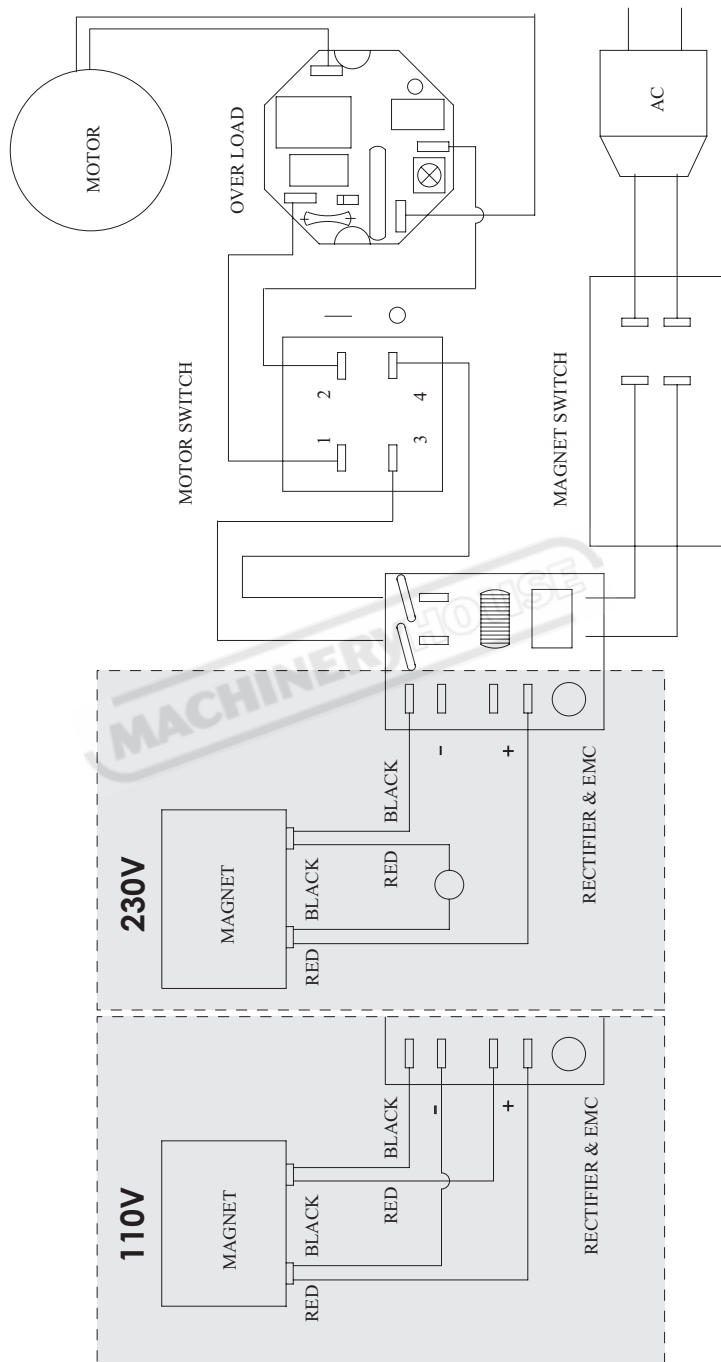 MOTOR
OVER LOAD
AC
MOTOR SWITCH
1
2
3
4
MAGNET SWITCH
MACHINERYHOUSE
230V
MAGNET
RED
BLACK
RED
BLACK
-
+
RECTIFIER & EMC
110V
MAGNET
RED
BLACK
RED
BLACK
-
+
RECTIFIER & EMC